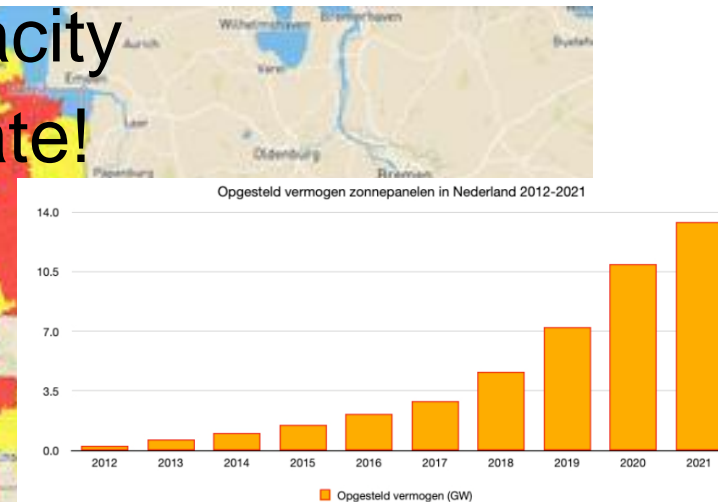 acity
ate!
Wilhelmshaven
Bremerhaven
Aurich
Varel
Emden
Leer
Oldenburg
Papenburg
Bremen
Opgesteld vermogen zonnepanelen in Nederland 2012-2021
14.0
10.5
7.0
3.5
0.0
2012 2013 2014 2015 2016 2017 2018 2019 2020 2021
Opgesteld vermogen (GW)